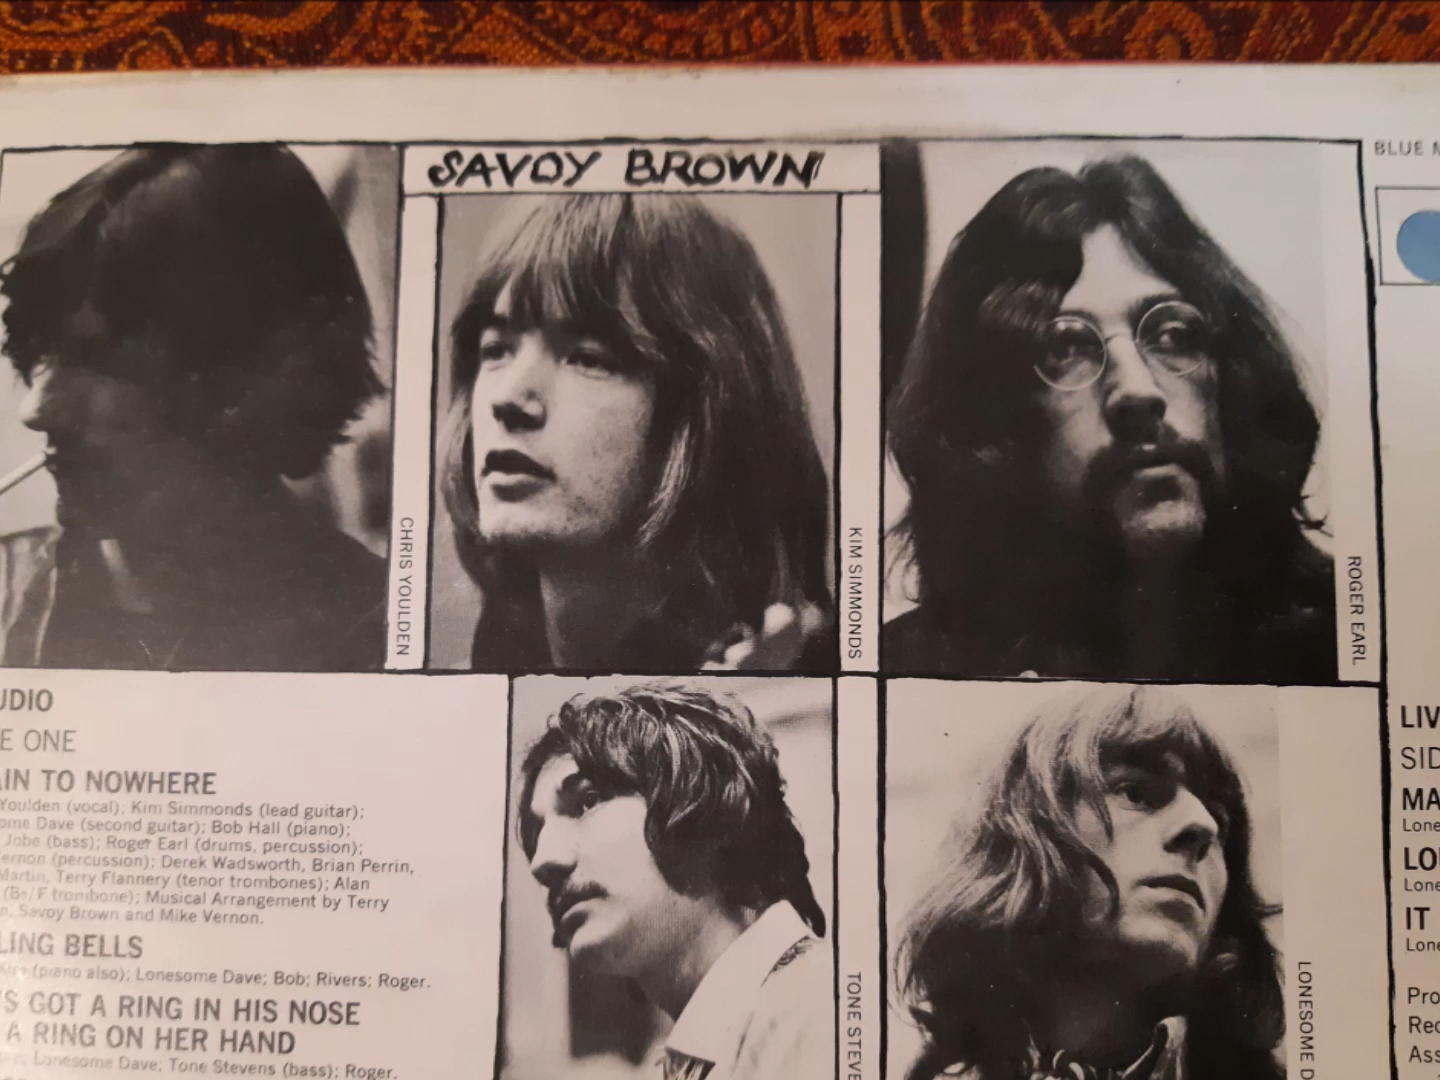 SAVOY BROWN
BLUE
CHRIS YOULDEN
KIM SIMMONDS
ROGER EARL
UDIO
E ONE
AIN TO NOWHERE
Youlden (vocal); Kim Simmonds (lead guitar);
ome Dave (second guitar); Bob Hall (piano);
Jobe (bass); Roger Earl (drums, percussion);
ernon (percussion); Derek Wadsworth, Brian Perrin,
Martin, Terry Flannery (tenor trombones); Alan
(B♭/F trombone); Musical Arrangement by Terry
n, Savoy Brown and Mike Vernon.
LING BELLS
(piano also); Lonesome Dave; Bob; Rivers; Roger.
'S GOT A RING IN HIS NOSE
A RING ON HER HAND
Lonesome Dave; Tone Stevens (bass); Roger.
TONE STEVE
LONESOME D
LIV
SID
MA
Lone
LO
Lone
IT
Lone
Pro
Rec
Ass